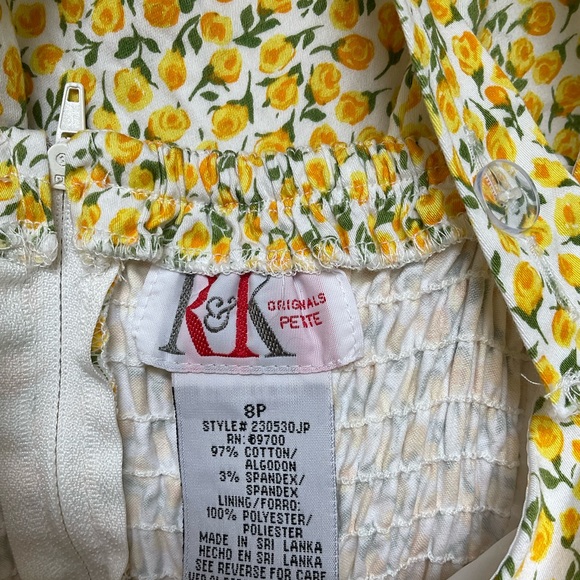 R&K
ORIGINALS
PETITE
8P
STYLE# 230530JP
RN: 69700
97% COTTON/
ALGODON
3% SPANDEX/
SPANDEX
LINING/FORRO:
100% POLYESTER/
POLIESTER
MADE IN SRI LANKA
HECHO EN SRI LANKA
SEE REVERSE FOR CARE